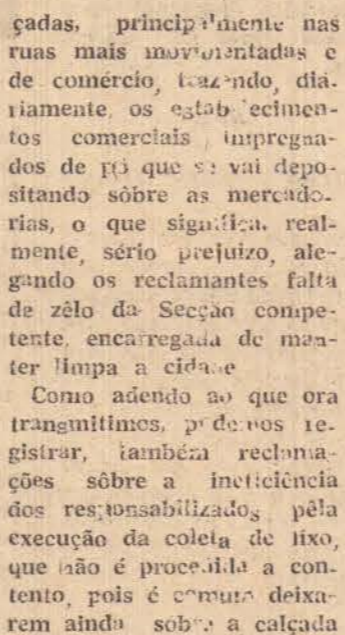 çadas, principalmente nas
ruas mais movimentadas e
de comércio, trazendo, diá-
riamente, os estabelecimen-
tos comerciais impregna-
dos de pó que se vai depo-
sitando sôbre as mercado-
rias, o que significa, real-
mente, sério prejuizo, ale-
gando os reclamantes falta
de zêlo da Secção compe-
tente, encarregada de man-
ter limpa a cidade
Como adendo ao que ora
transmitimos, podemos re-
gistrar, também reclama-
ções sôbre a ineficiência
dos responsabilizados pêla
execução da coleta de lixo,
que não é procedida a con-
tento, pois é comum deixa-
rem ainda sobre a calçada